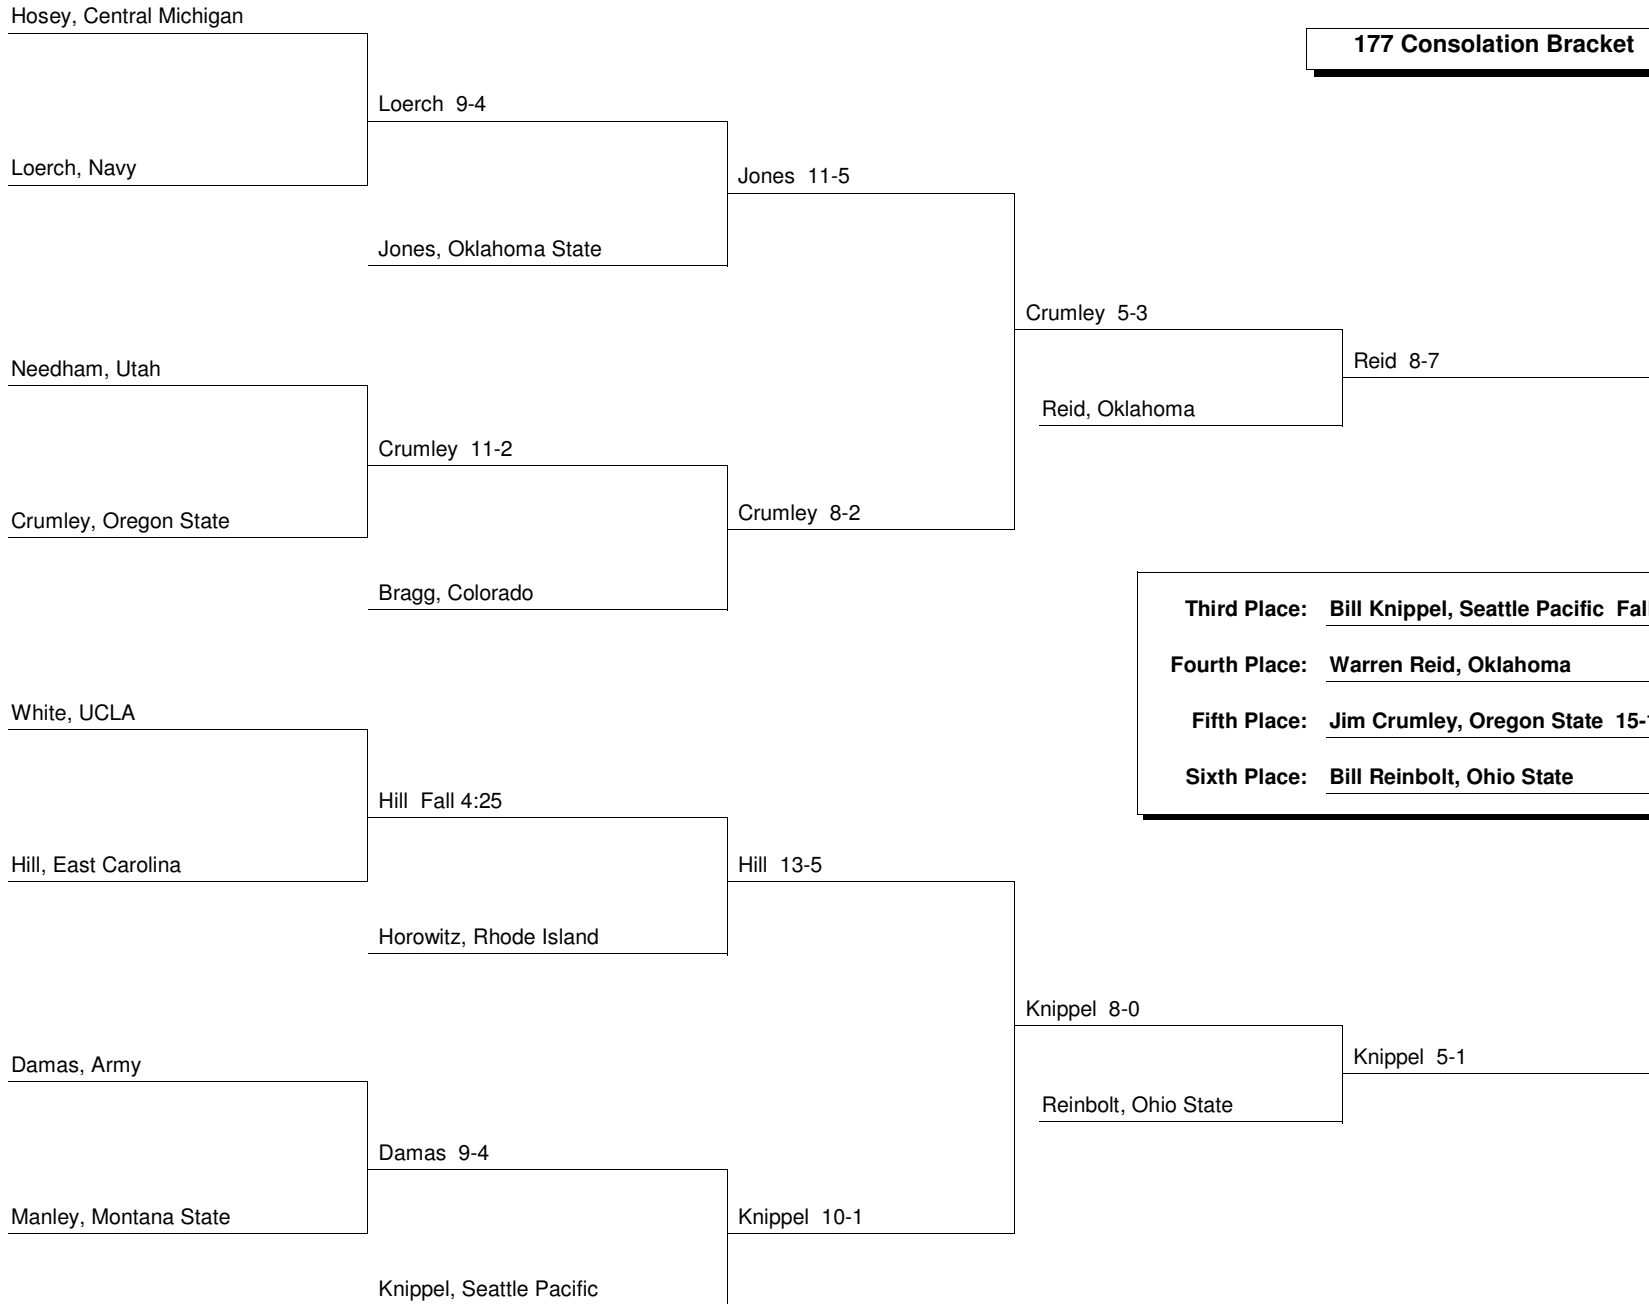 Hosey, Central Michigan
177 Consolation Bracket
Loerch 9-4
Loerch, Navy
Jones 11-5
Jones, Oklahoma State
Crumley 5-3
Needham, Utah
Reid 8-7
Reid, Oklahoma
Crumley 11-2
Crumley, Oregon State
Crumley 8-2
Bragg, Colorado
Third Place: Bill Knippel, Seattle Pacific Fall
Fourth Place: Warren Reid, Oklahoma
Fifth Place: Jim Crumley, Oregon State 15-
Sixth Place: Bill Reinbolt, Ohio State
White, UCLA
Hill Fall 4:25
Hill, East Carolina
Hill 13-5
Horowitz, Rhode Island
Knippel 8-0
Damas, Army
Knippel 5-1
Reinbolt, Ohio State
Damas 9-4
Manley, Montana State
Knippel 10-1
Knippel, Seattle Pacific